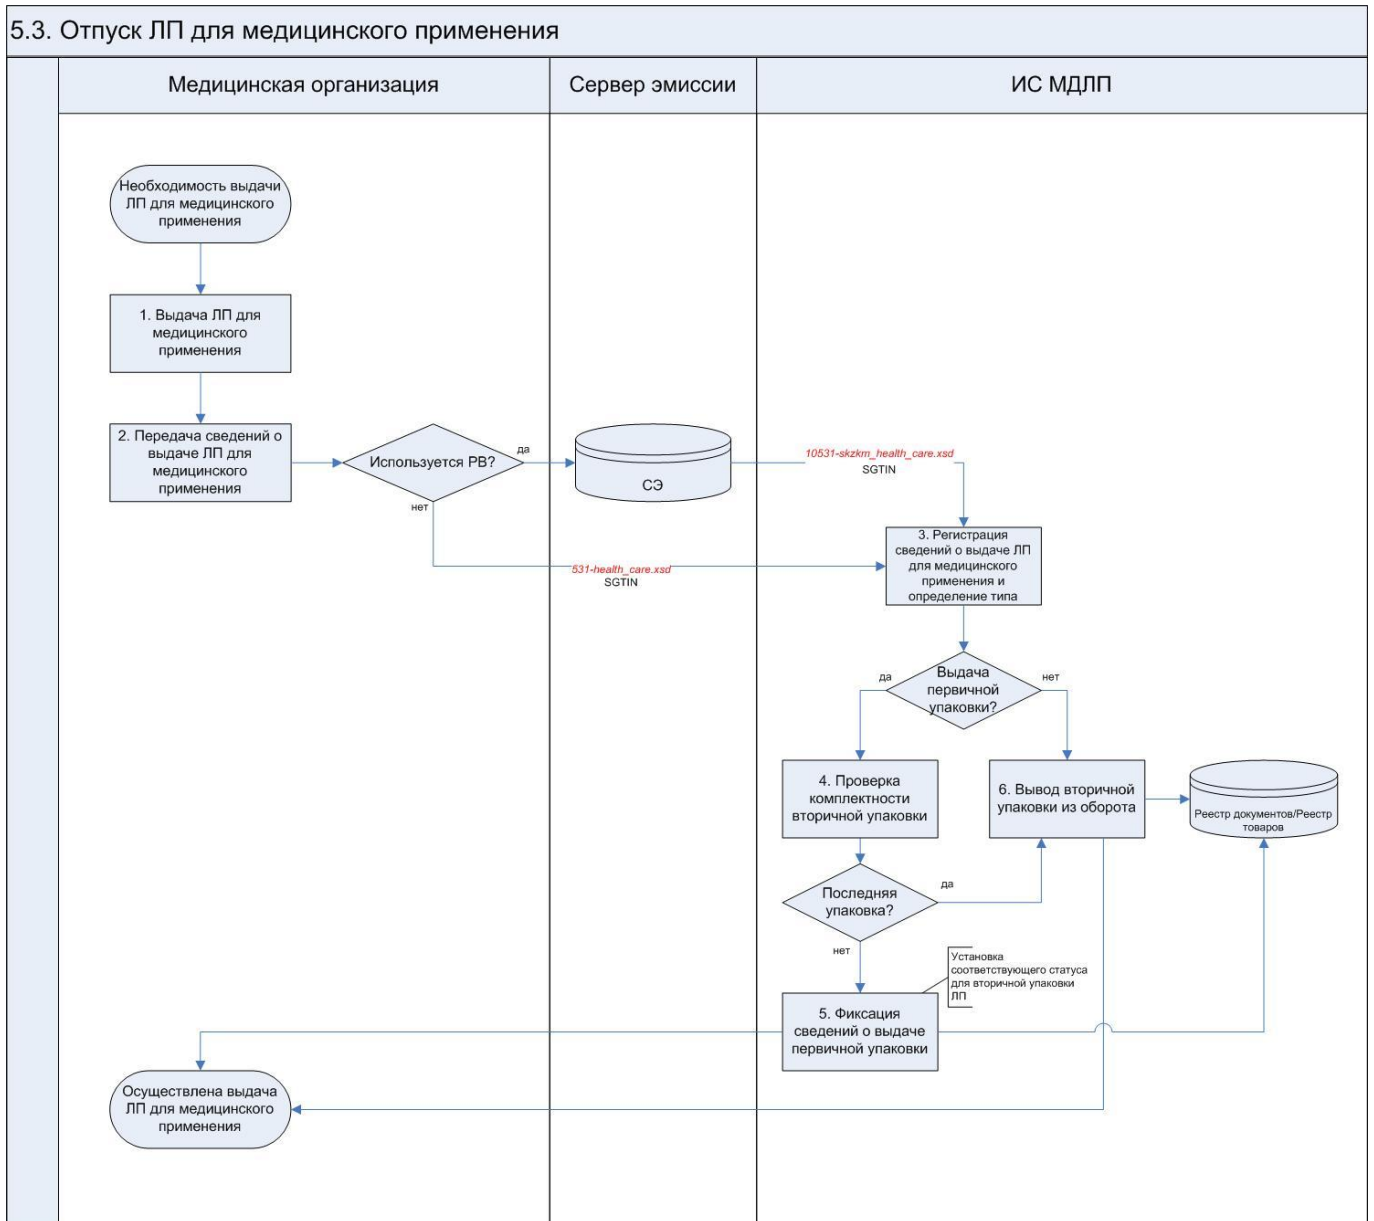 5.3. Отпуск ЛП для медицинского применения
Медицинская организация
Сервер эмиссии
ИС МДЛП
Необходимость выдачи
ЛП для медицинского
применения
1. Выдача ЛП для
медицинского
применения
2. Передача сведений о
выдаче ЛП для
медицинского
применения
Используется РВ?
да
нет
СЭ
10531-skzkm_health_care.xsd
SGTIN
531-health_care.xsd
SGTIN
3. Регистрация
сведений о выдаче ЛП
для медицинского
применения и
определение типа
Выдача
первичной
упаковки?
да
нет
4. Проверка
комплектности
вторичной упаковки
6. Вывод вторичной
упаковки из оборота
Реестр документов/Реестр
товаров
Последняя
упаковка?
да
нет
Установка
соответствующего статуса
для вторичной упаковки
ЛП
5. Фиксация
сведений о выдаче
первичной упаковки
Осуществлена выдача
ЛП для медицинского
применения